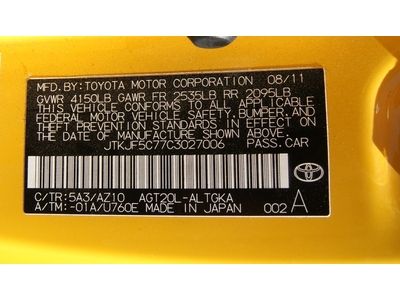 MFD. BY: TOYOTA MOTOR CORPORATION 08/11
GVWR 4150LB GAWR FR 2535LB RR 2095LB
THIS VEHICLE CONFORMS TO ALL APPLICABLE
FEDERAL MOTOR VEHICLE SAFETY, BUMPER, AND
THEFT PREVENTION STANDARDS IN EFFECT ON
THE DATE OF MANUFACTURE SHOWN ABOVE.
JTKJF5C77C3027006 PASS. CAR
C/TR: 5A3/AZ10 AGT20L-ALTGKA
A/TM: -01A/U760E MADE IN JAPAN 002 A
TOYOTA